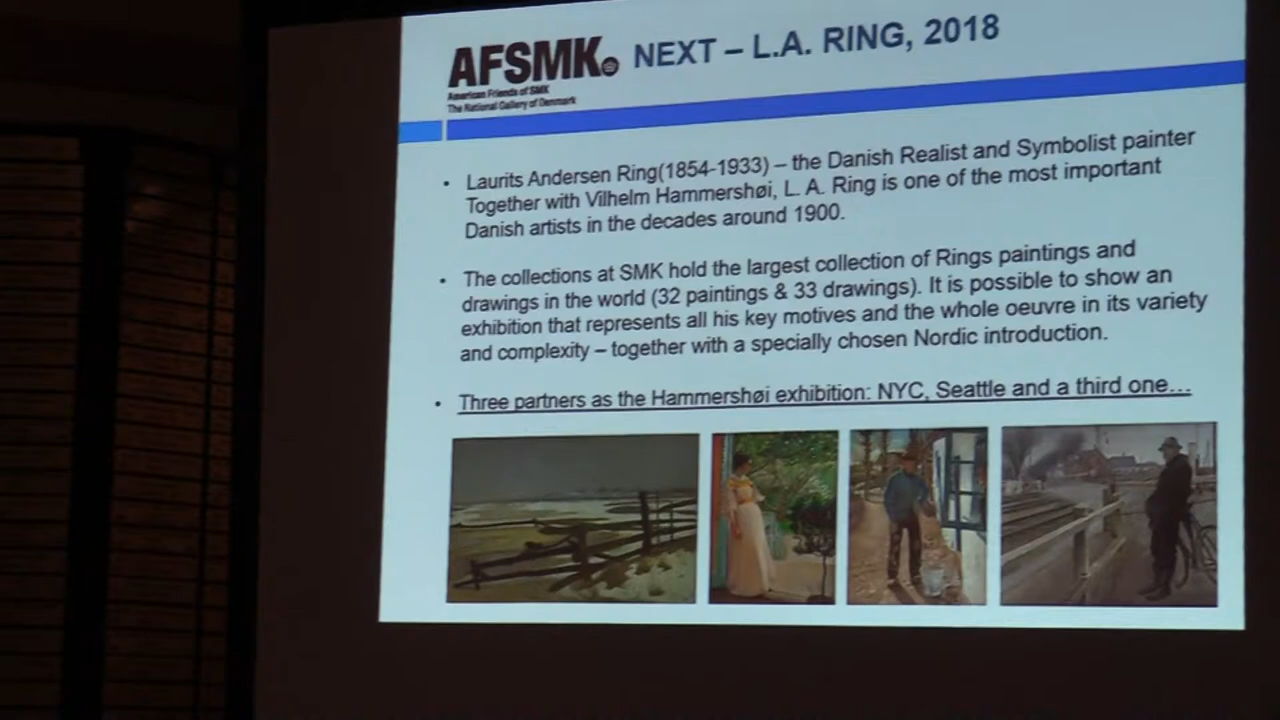 AFSMK.
NEXT – L.A. RING, 2018
American Friends of SMK
The National Gallery of Denmark
• Laurits Andersen Ring(1854-1933) – the Danish Realist and Symbolist painter
Together with Vilhelm Hammershøi, L. A. Ring is one of the most important
Danish artists in the decades around 1900.
• The collections at SMK hold the largest collection of Rings paintings and
drawings in the world (32 paintings & 33 drawings). It is possible to show an
exhibition that represents all his key motives and the whole oeuvre in its variety
and complexity – together with a specially chosen Nordic introduction.
• Three partners as the Hammershøi exhibition: NYC, Seattle and a third one…